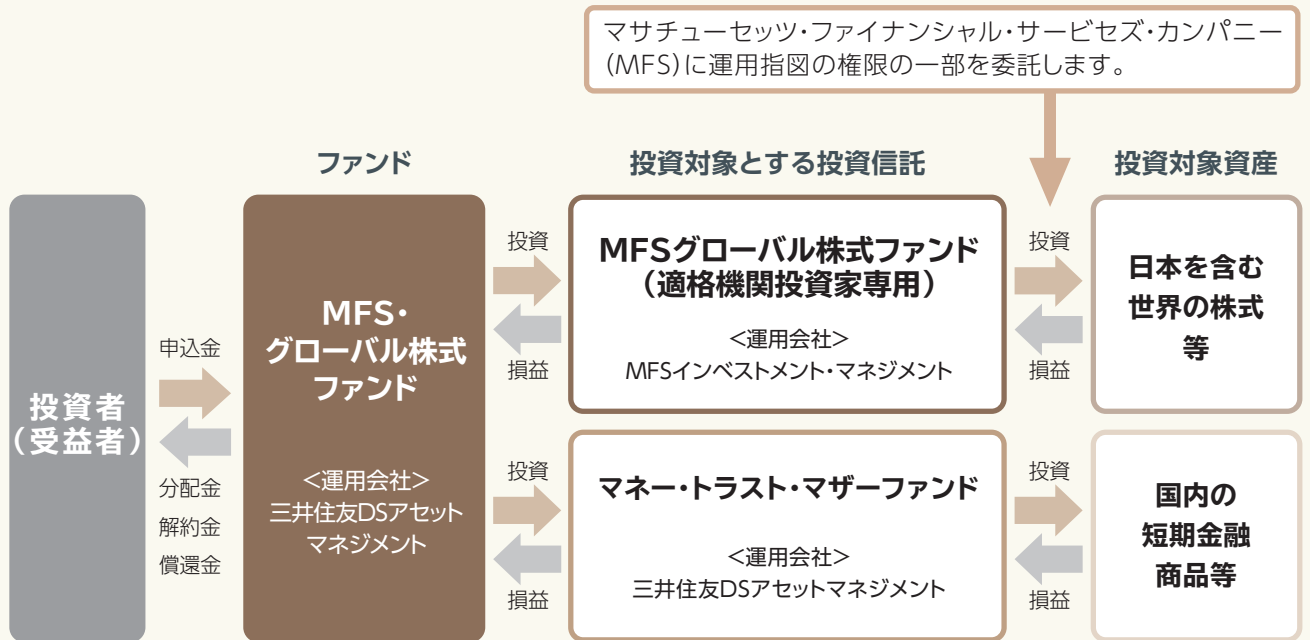 マサチューセッツ・ファイナンシャル・サービセズ・カンパニー
(MFS)に運用指図の権限の一部を委託します。
ファンド
投資対象とする投資信託
投資対象資産
投資者
(受益者)
申込金
分配金
解約金
償還金
MFS・
グローバル株式
ファンド
<運用会社>
三井住友DSアセット
マネジメント
投資
損益
MFSグローバル株式ファンド
(適格機関投資家専用)
<運用会社>
MFSインベストメント・マネジメント
投資
損益
日本を含む
世界の株式
等
投資
損益
マネー・トラスト・マザーファンド
<運用会社>
三井住友DSアセットマネジメント
投資
損益
国内の
短期金融
商品等